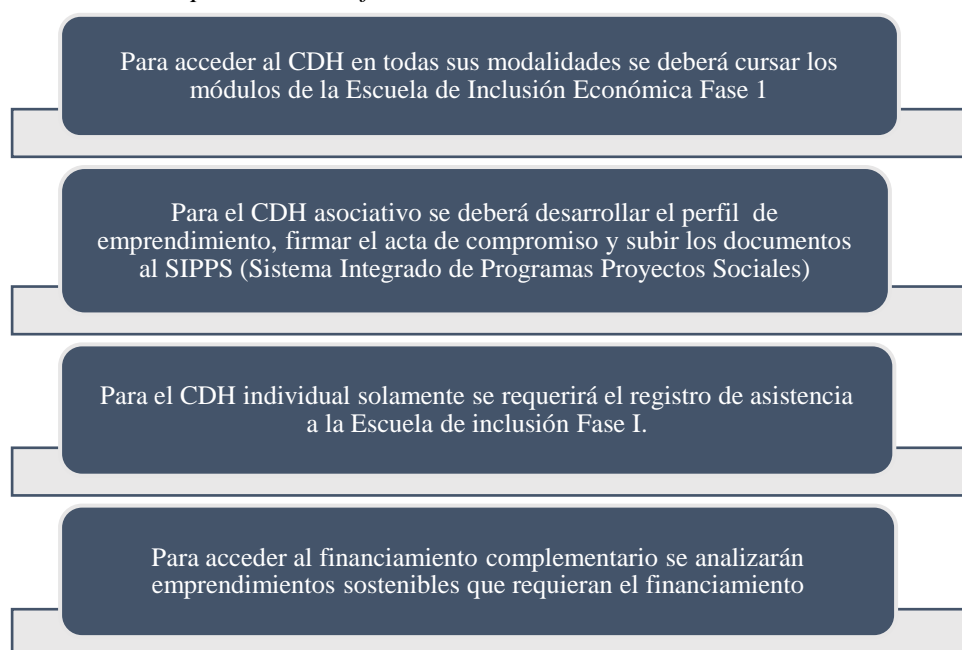 Para acceder al CDH en todas sus modalidades se deberá cursar los
módulos de la Escuela de Inclusión Económica Fase 1
Para el CDH asociativo se deberá desarrollar el perfil de
emprendimiento, firmar el acta de compromiso y subir los documentos
al SIPPS (Sistema Integrado de Programas Proyectos Sociales)
Para el CDH individual solamente se requerirá el registro de asistencia
a la Escuela de inclusión Fase I.
Para acceder al financiamiento complementario se analizarán
emprendimientos sostenibles que requieran el financiamiento